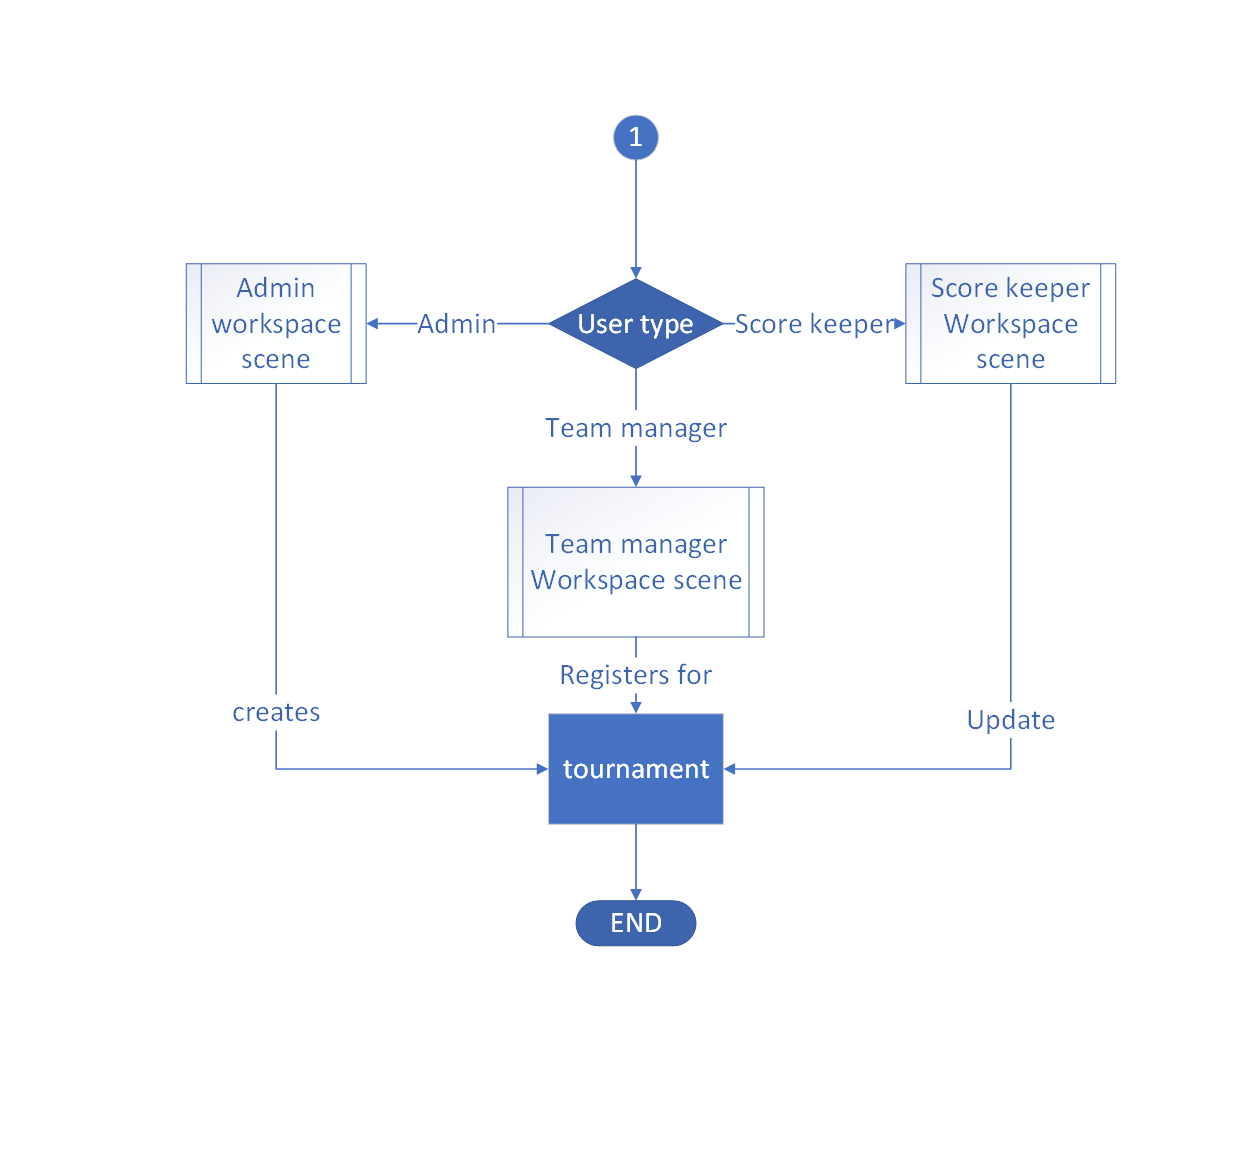 1
Admin
workspace
scene
Admin
User type
Score keeper
Score keeper
Workspace
scene
Team manager
Team manager
Workspace scene
Registers for
creates
Update
tournament
END